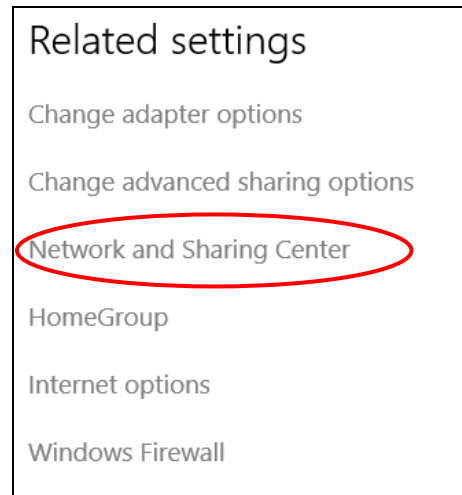 Related settings
Change adapter options
Change advanced sharing options
Network and Sharing Center
HomeGroup
Internet options
Windows Firewall